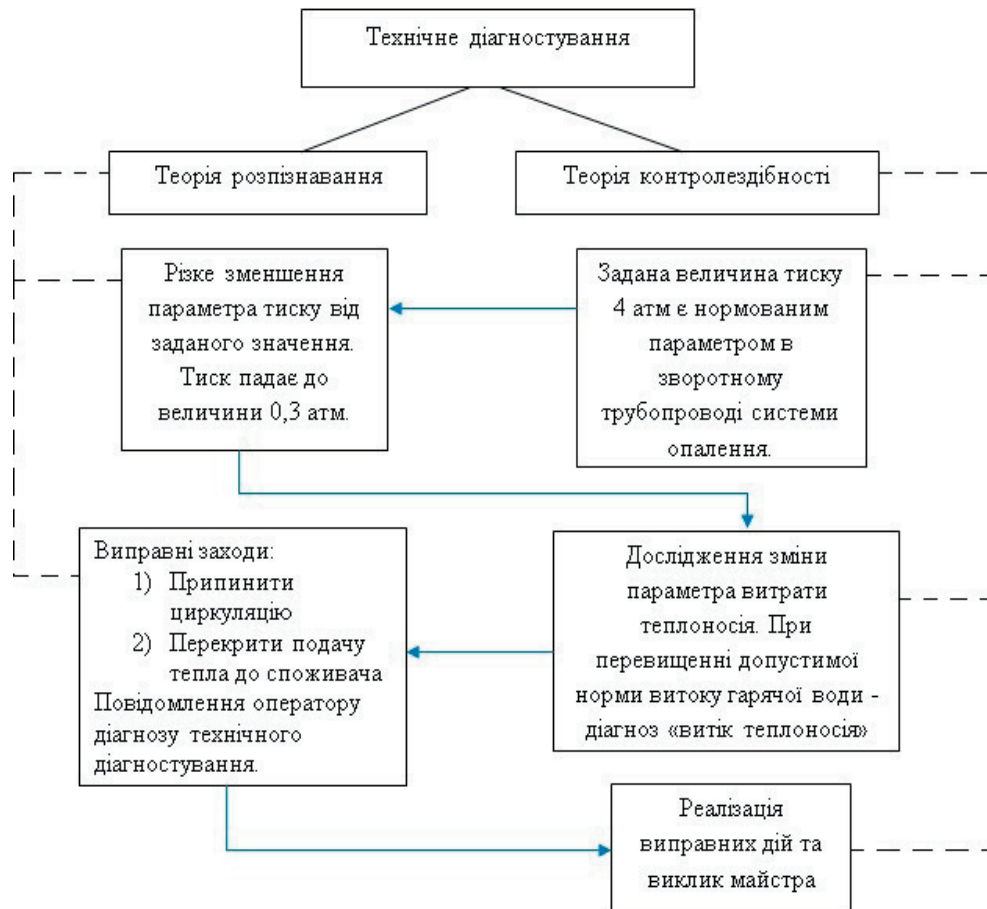 Технічне діагностування
Теорія розпізнавання
Теорія контролездібності
Різке зменшення
параметра тиску від
заданого значення.
Тиск падає до
величини 0,3 атм.
Задана величина тиску
4 атм є нормованим
параметром в
зворотному
трубопроводі системи
опалення.
Виправні заходи:
1) Припинити
циркуляцію
2) Перекрити подачу
тепла до споживача
Повідомлення оператору
діагнозу технічного
діагностування.
Дослідження зміни
параметра витрати
теплоносія. При
перевищенні допустимої
норми витоку гарячої води -
діагноз «витік теплоносія»
Реалізація
виправних дій та
виклик майстра